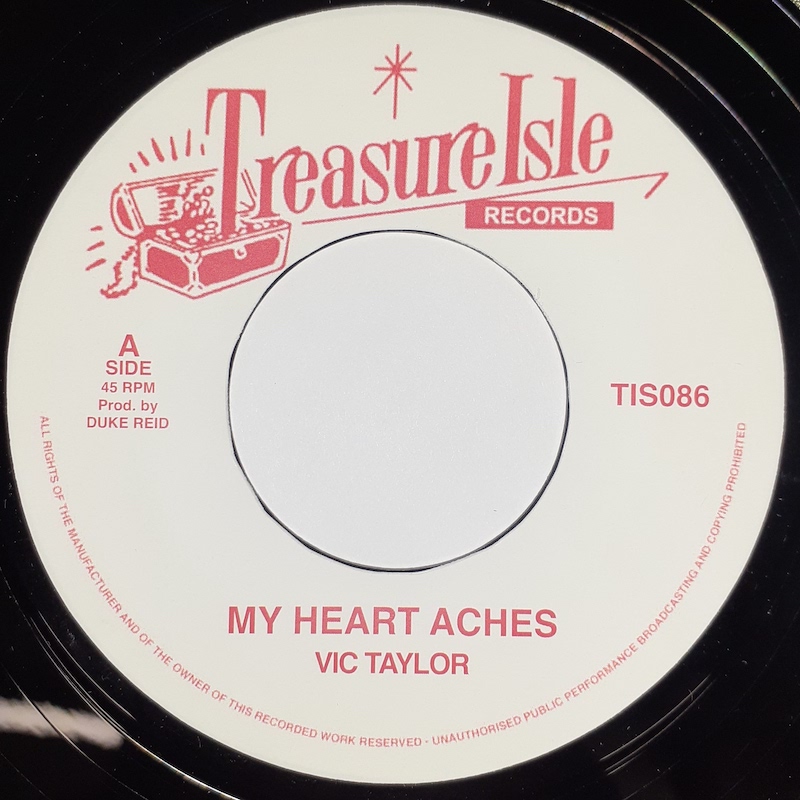 Treasure Isle
RECORDS
A
SIDE
45 RPM
Prod. by
DUKE REID
TIS086
MY HEART ACHES
VIC TAYLOR
ALL RIGHTS OF THE MANUFACTURER AND OF THE OWNER OF THIS RECORDED WORK RESERVED - UNAUTHORISED PUBLIC PERFORMANCE BROADCASTING AND COPYING PROHIBITED